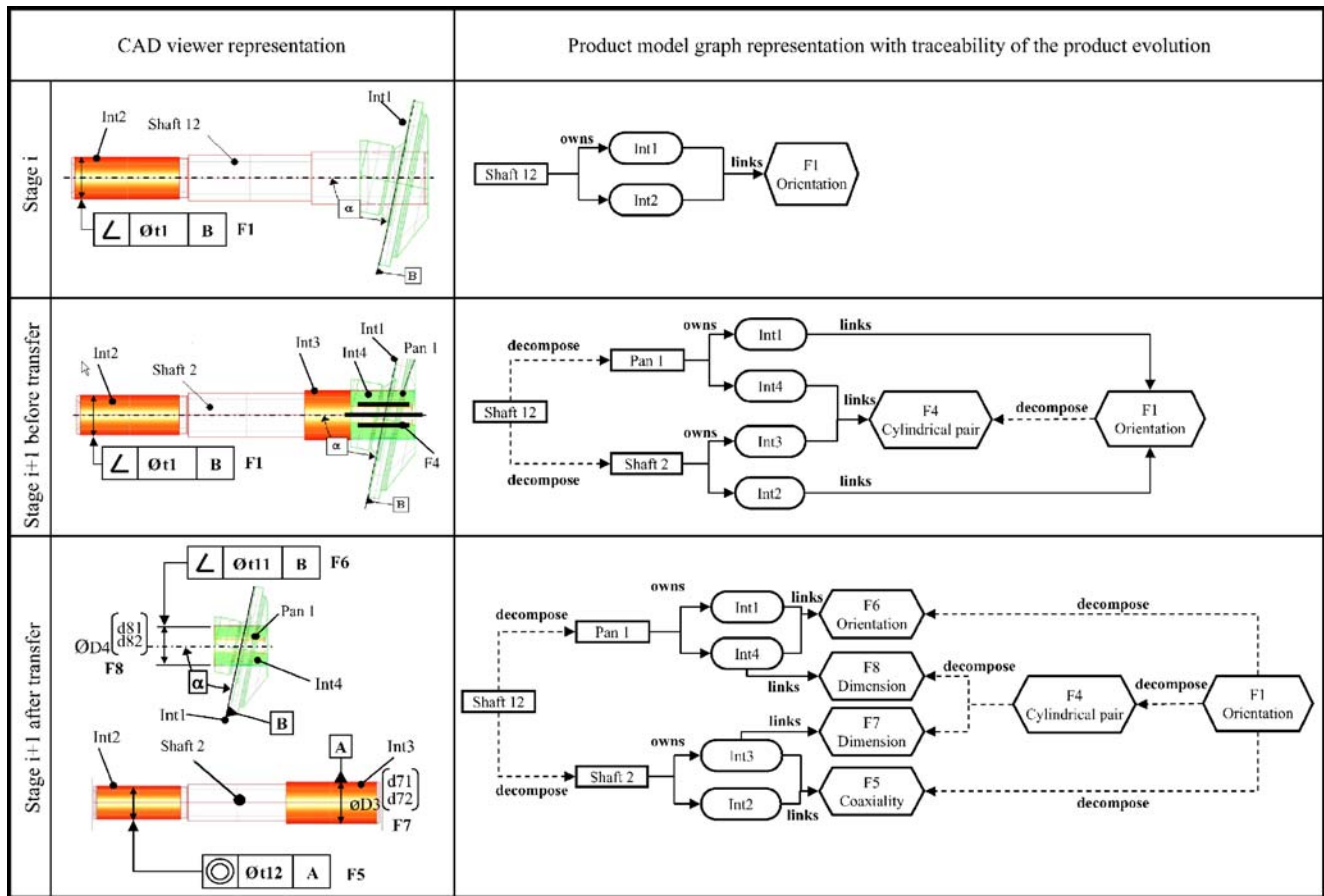 CAD viewer representation
Product model graph representation with traceability of the product evolution
Stage i
Int2
Shaft 12
Int1
α
∠ Øt1 B F1
B
Shaft 12
owns
Int1
Int2
links
F1
Orientation
Stage i+1 before transfer
Int2
Shaft 2
Int3
Int4
Int1
Pan 1
α
∠ Øt1 B F1
F4
B
Shaft 12
decompose
decompose
Pan 1
Shaft 2
owns
owns
Int1
Int4
Int3
Int2
links
links
links
F4
Cylindrical pair
decompose
F1
Orientation
Stage i+1 after transfer
∠ Øt11 B F6
Pan 1
ØD4
d81
d82
F8
α
Int4
Int1
B
Int2
Shaft 2
A
Int3
øD3
d71
d72
F7
◎ Øt12 A F5
Shaft 12
decompose
decompose
Pan 1
Shaft 2
owns
owns
Int1
Int4
Int3
Int2
links
links
links
links
F6
Orientation
F8
Dimension
F7
Dimension
F5
Coaxiality
decompose
decompose
F4
Cylindrical pair
decompose
F1
Orientation
decompose